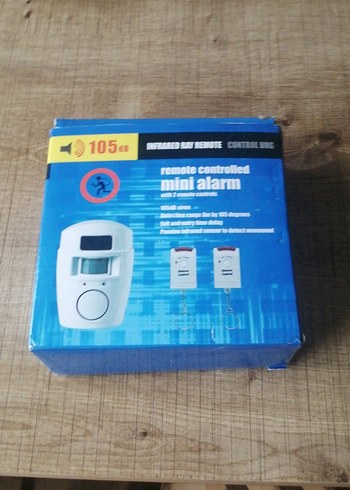 105dB
INFRARED RAY REMOTE CONTROL BUG
remote controlled
mini alarm
with 2 remote controls
105dB siren
Detection range 8m by 105 degrees
Exit and entry time delay
Passive infrared sensor to detect movement